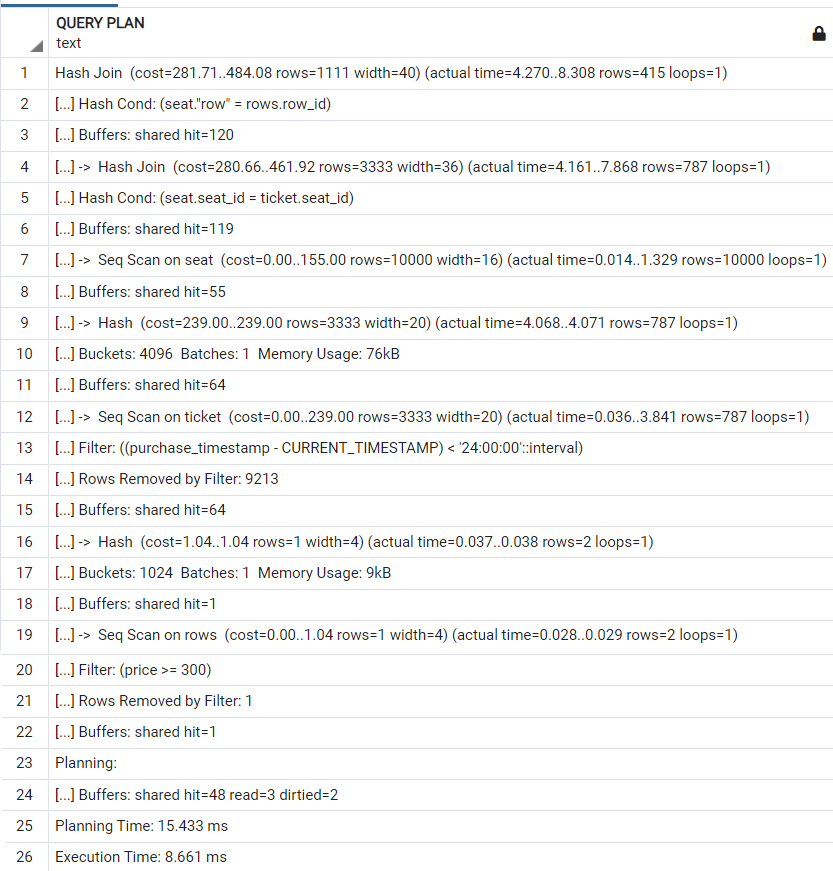 QUERY PLAN
text
1 Hash Join (cost=281.71..484.08 rows=1111 width=40) (actual time=4.270..8.308 rows=415 loops=1)
2 [...] Hash Cond: (seat."row" = rows.row_id)
3 [...] Buffers: shared hit=120
4 [...] -> Hash Join (cost=280.66..461.92 rows=3333 width=36) (actual time=4.161..7.868 rows=787 loops=1)
5 [...] Hash Cond: (seat.seat_id = ticket.seat_id)
6 [...] Buffers: shared hit=119
7 [...] -> Seq Scan on seat (cost=0.00..155.00 rows=10000 width=16) (actual time=0.014..1.329 rows=10000 loops=1)
8 [...] Buffers: shared hit=55
9 [...] -> Hash (cost=239.00..239.00 rows=3333 width=20) (actual time=4.068..4.071 rows=787 loops=1)
10 [...] Buckets: 4096 Batches: 1 Memory Usage: 76kB
11 [...] Buffers: shared hit=64
12 [...] -> Seq Scan on ticket (cost=0.00..239.00 rows=3333 width=20) (actual time=0.036..3.841 rows=787 loops=1)
13 [...] Filter: ((purchase_timestamp - CURRENT_TIMESTAMP) < '24:00:00'::interval)
14 [...] Rows Removed by Filter: 9213
15 [...] Buffers: shared hit=64
16 [...] -> Hash (cost=1.04..1.04 rows=1 width=4) (actual time=0.037..0.038 rows=2 loops=1)
17 [...] Buckets: 1024 Batches: 1 Memory Usage: 9kB
18 [...] Buffers: shared hit=1
19 [...] -> Seq Scan on rows (cost=0.00..1.04 rows=1 width=4) (actual time=0.028..0.029 rows=2 loops=1)
20 [...] Filter: (price >= 300)
21 [...] Rows Removed by Filter: 1
22 [...] Buffers: shared hit=1
23 Planning:
24 [...] Buffers: shared hit=48 read=3 dirtied=2
25 Planning Time: 15.433 ms
26 Execution Time: 8.661 ms